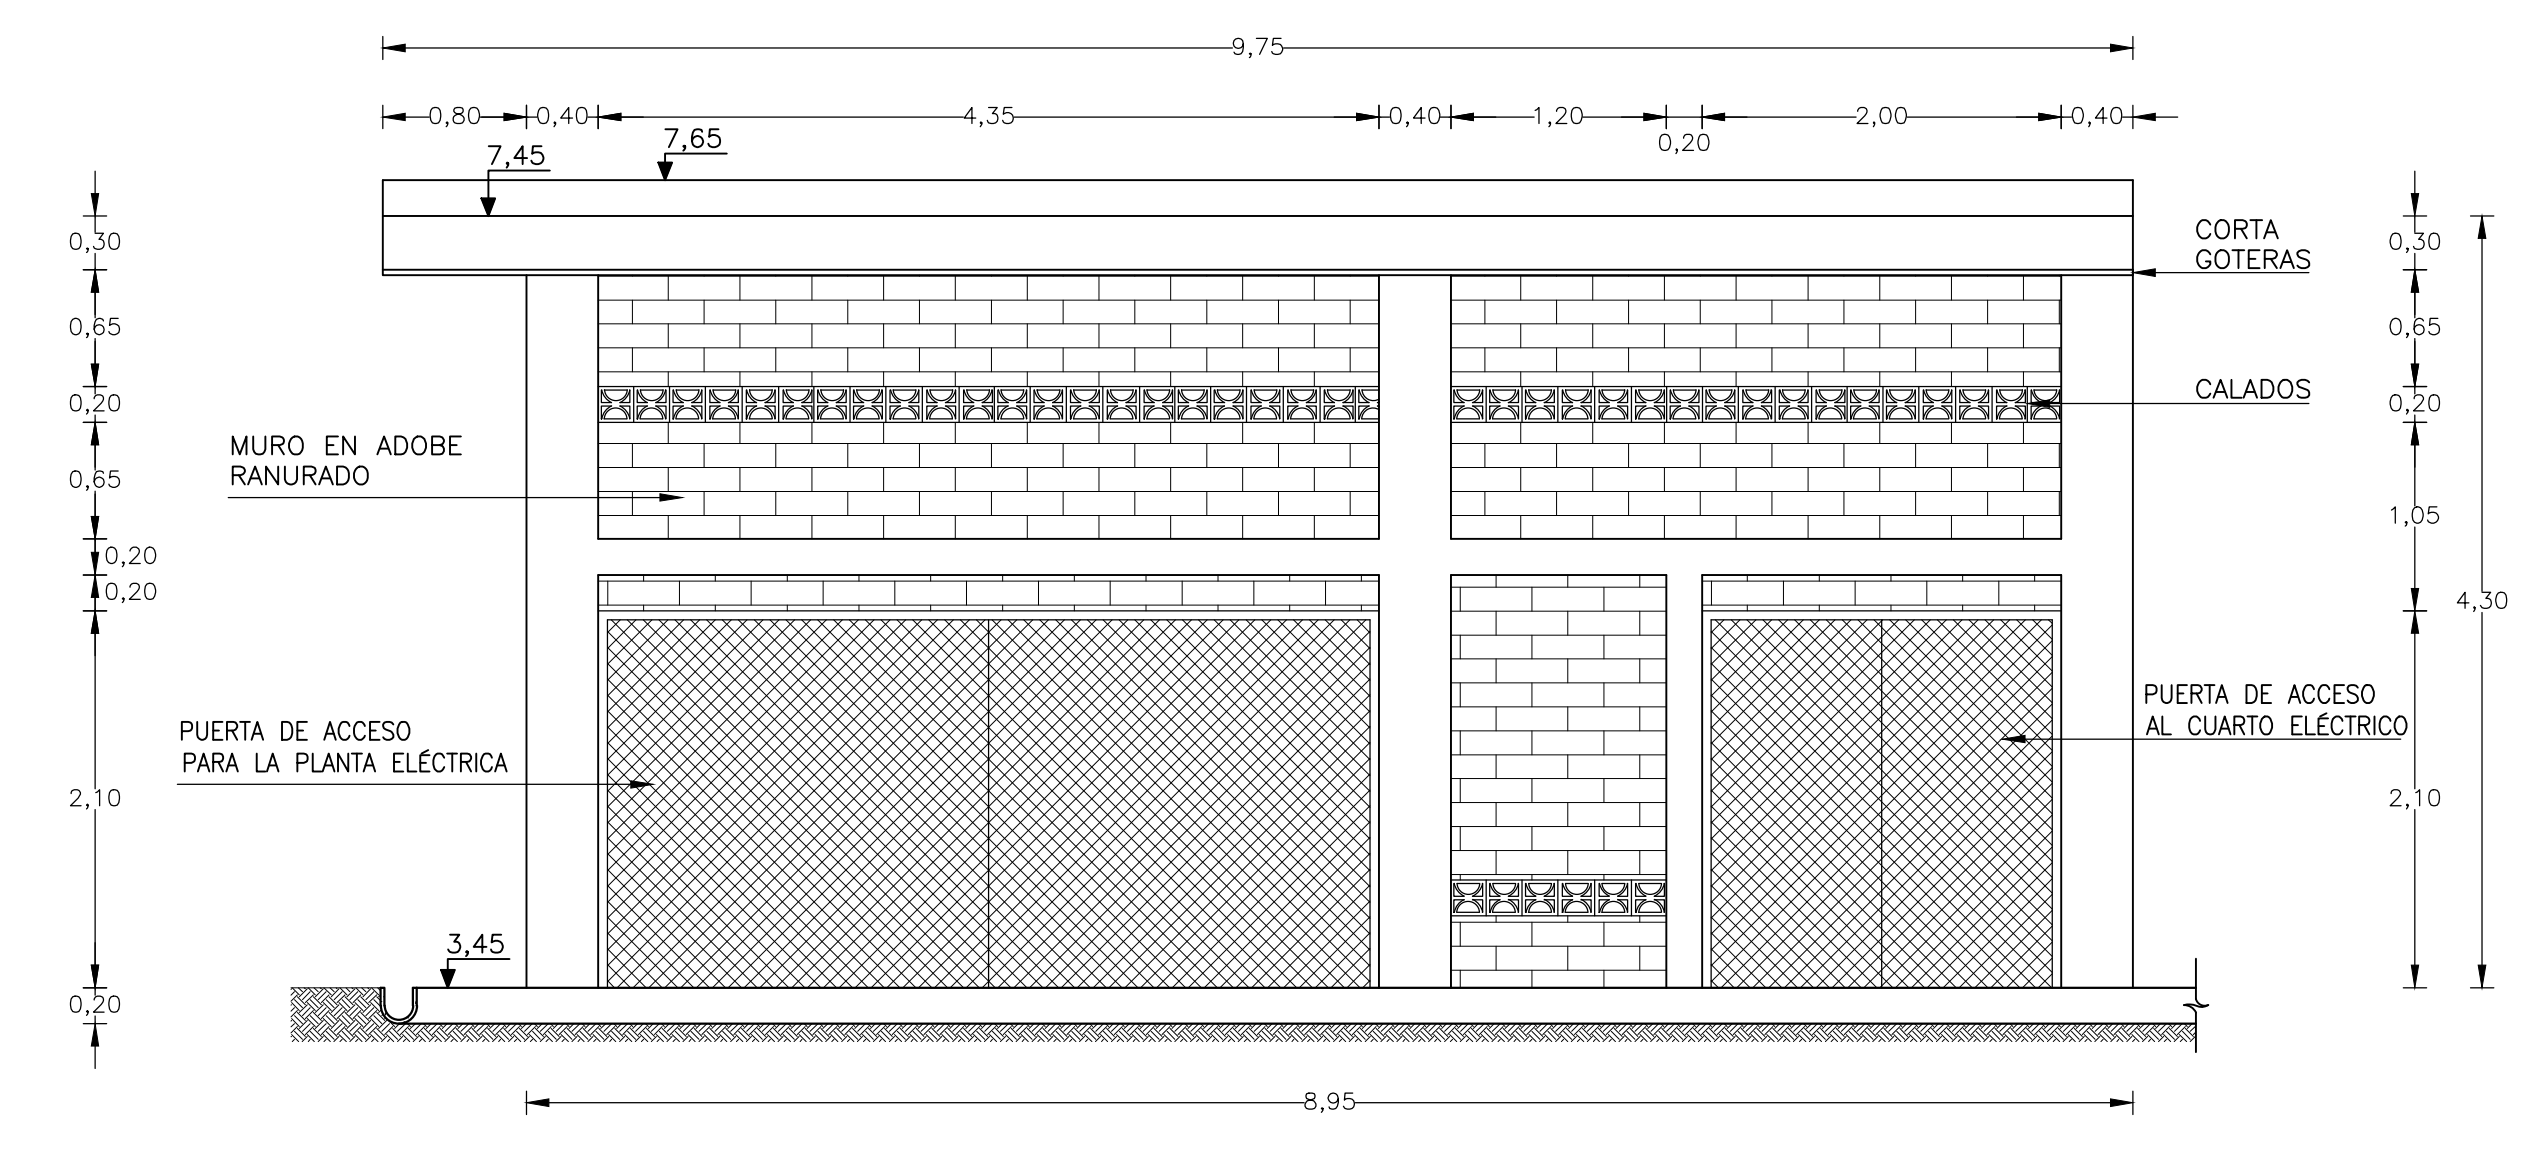 9,75
0,80 0,40 4,35 0,40 1,20 2,00 0,40
0,20
7,65
7,45
CORTA
GOTERAS
0,30 0,30
0,65 0,65
CALADOS
0,20 0,20
MURO EN ADOBE
RANURADO
0,65
1,05
0,20
0,20
4,30
PUERTA DE ACCESO
AL CUARTO ELÉCTRICO
PUERTA DE ACCESO
PARA LA PLANTA ELÉCTRICA
2,10 2,10
3,45
0,20
8,95